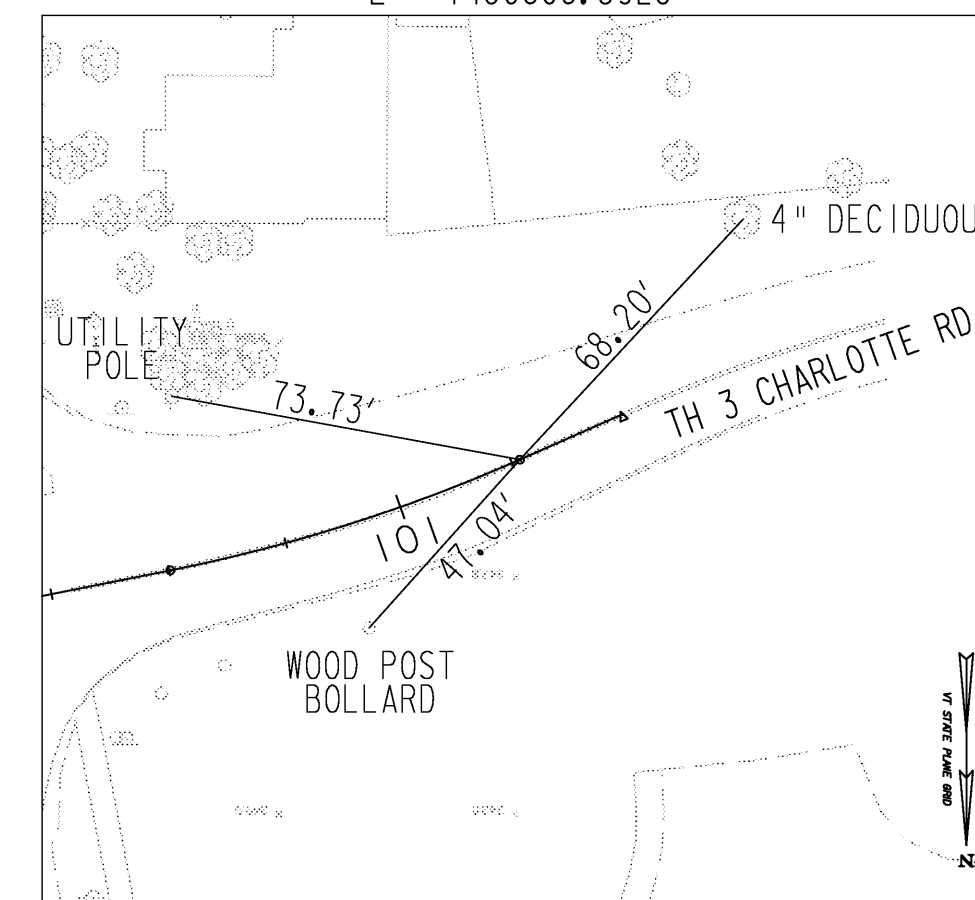 4" DECIDUOU
UTILITY
POLE
68.20'
73.73'
TH 3 CHARLOTTE RD
101
47.04'
WOOD POST
BOLLARD
VT STATE PLANE GRID
N